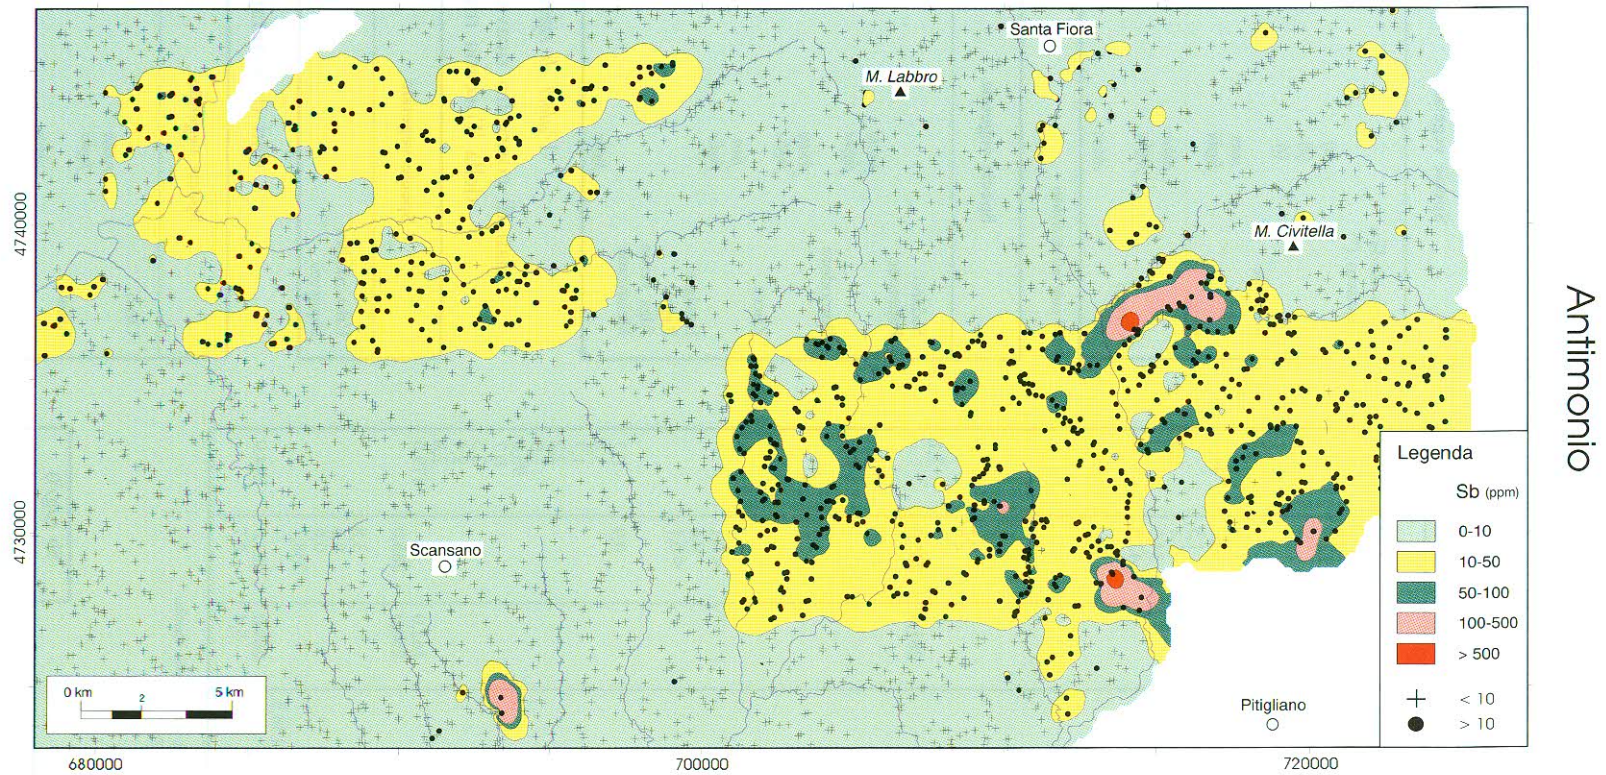 Santa Fiora
M. Labbro
M. Civitella
Scansano
Pitigliano
0 km
2
5 km
Legenda
Sb (ppm)
0-10
10-50
50-100
100-500
> 500
< 10
> 10
4740000
4730000
680000
700000
720000
Antimonio